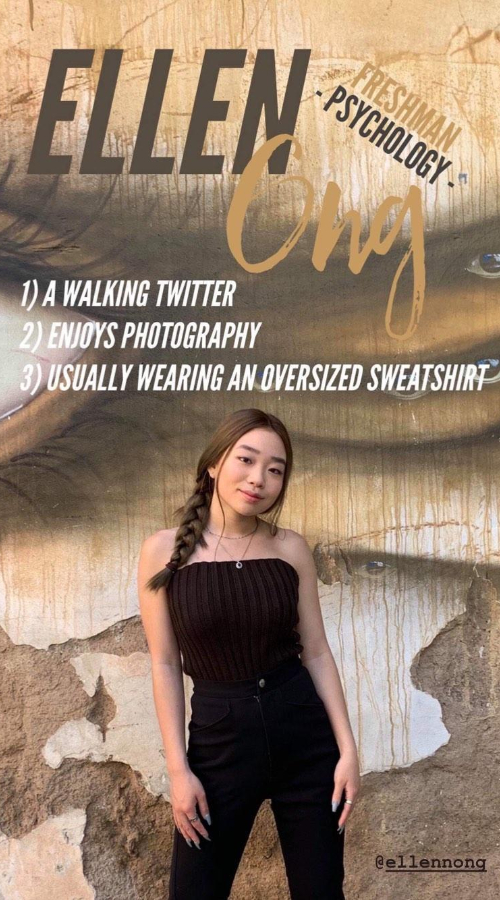 ELLEN
Ong
FRESHMAN
- PSYCHOLOGY -
1) A WALKING TWITTER
2) ENJOYS PHOTOGRAPHY
3) USUALLY WEARING AN OVERSIZED SWEATSHIRT
@ellennong